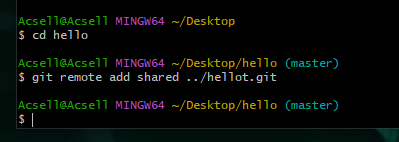 Acsell@Acsell MINGW64 ~/Desktop
$ cd hello
Acsell@Acsell MINGW64 ~/Desktop/hello (master)
$ git remote add shared ../hellot.git
Acsell@Acsell MINGW64 ~/Desktop/hello (master)
$